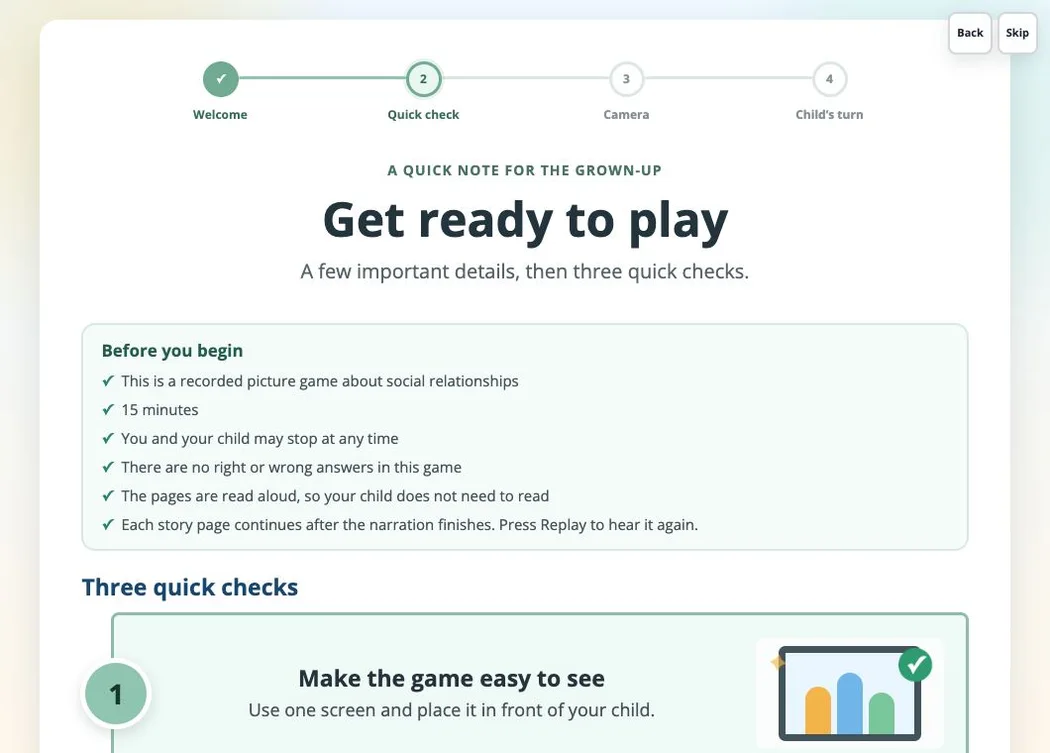 Back
Skip
✓
2
3
4
Welcome
Quick check
Camera
Child's turn
A QUICK NOTE FOR THE GROWN-UP
Get ready to play
A few important details, then three quick checks.
Before you begin
✓ This is a recorded picture game about social relationships
✓ 15 minutes
✓ You and your child may stop at any time
✓ There are no right or wrong answers in this game
✓ The pages are read aloud, so your child does not need to read
✓ Each story page continues after the narration finishes. Press Replay to hear it again.
Three quick checks
1
Make the game easy to see
Use one screen and place it in front of your child.